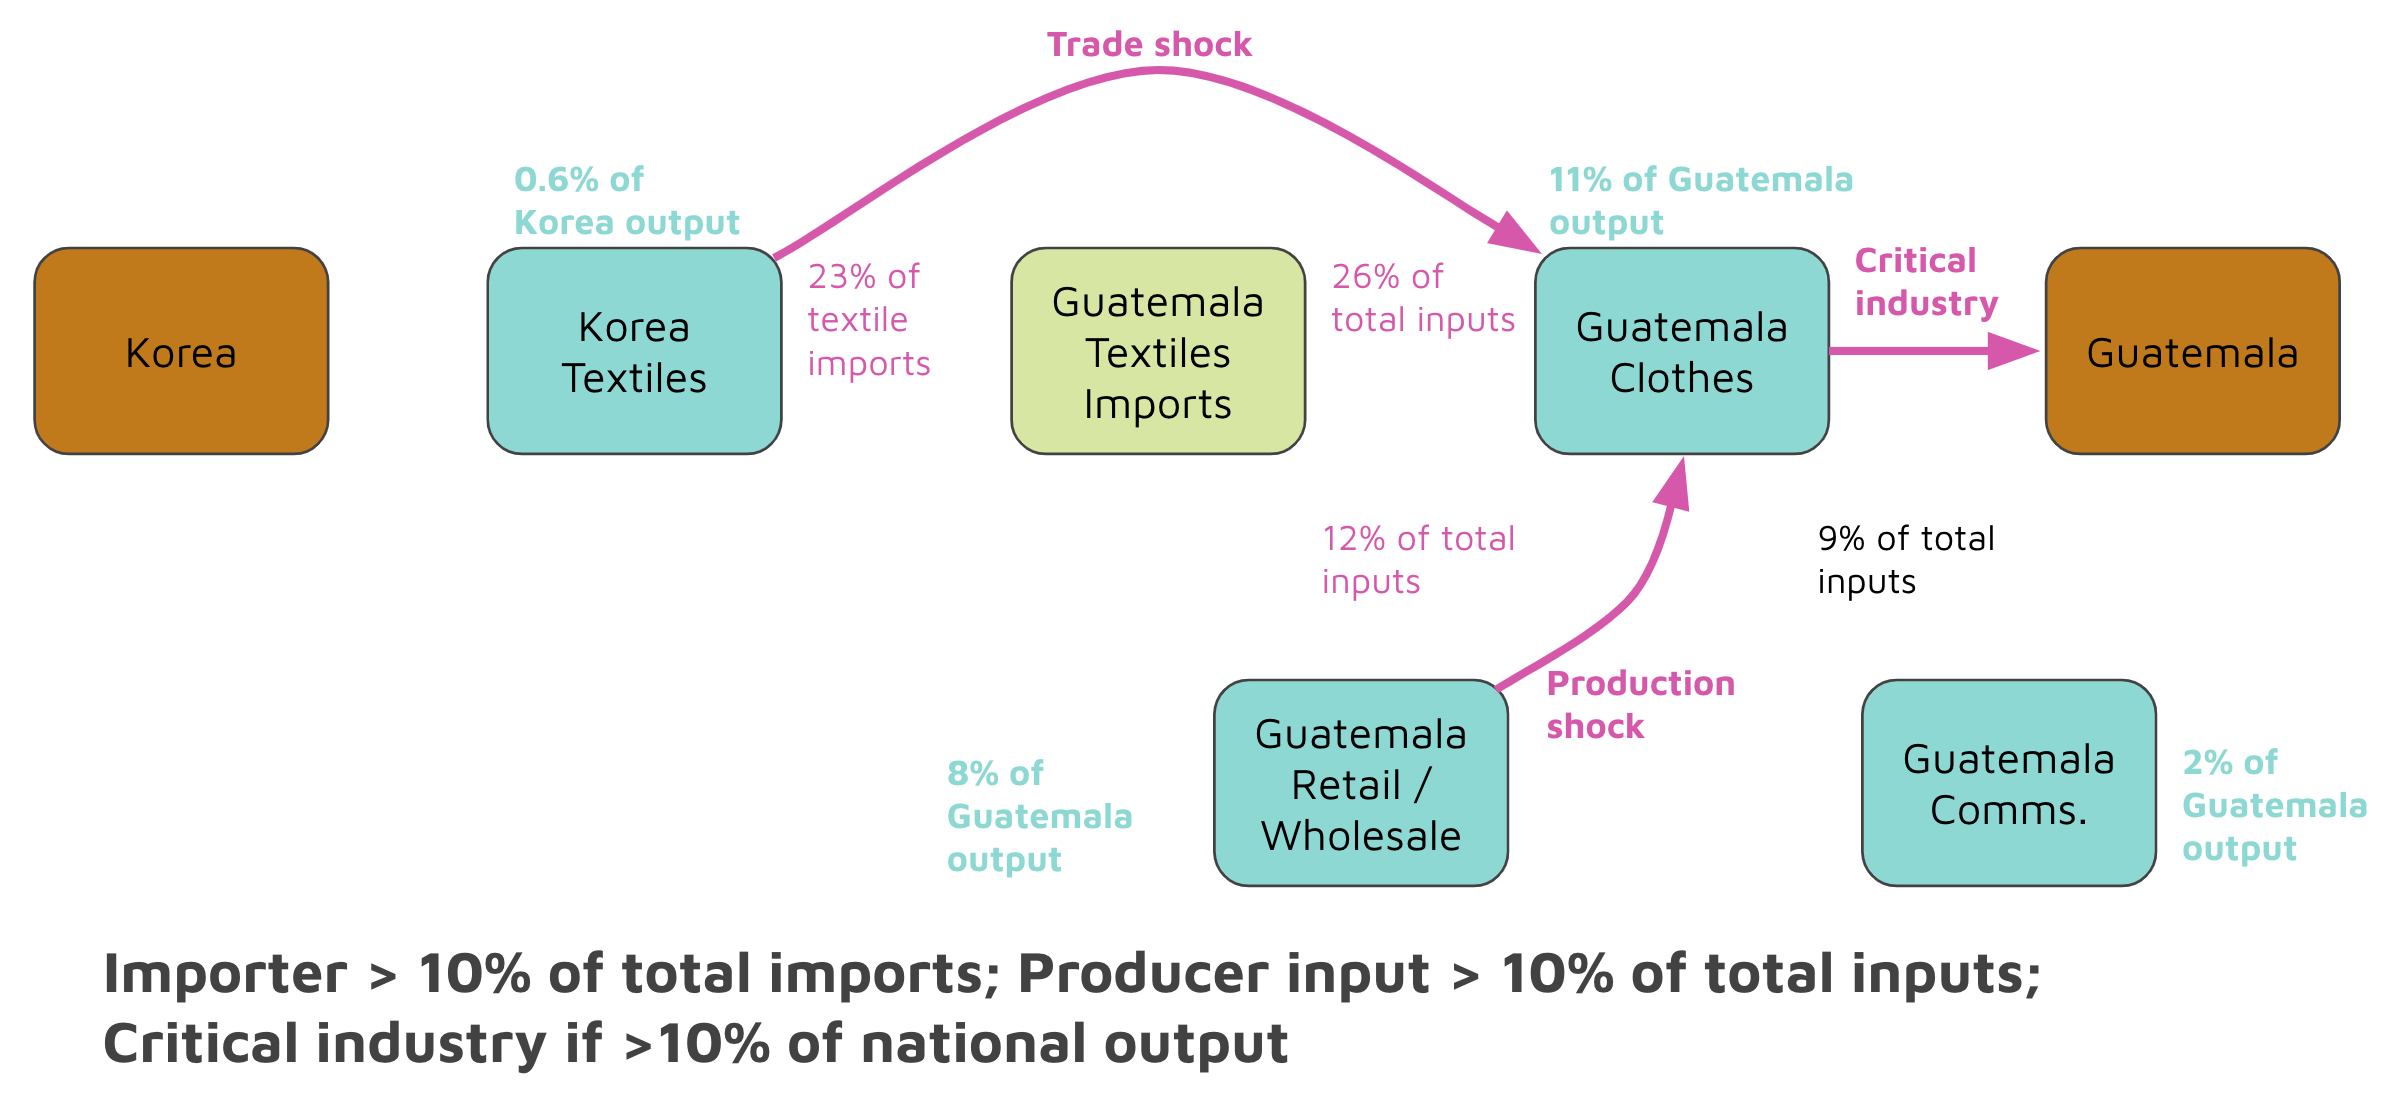 Trade shock
0.6% of
Korea output
11% of Guatemala
output
Korea
Korea
Textiles
23% of
textile
imports
Guatemala
Textiles
Imports
26% of
total inputs
Guatemala
Clothes
Critical
industry
Guatemala
12% of total
inputs
9% of total
inputs
8% of
Guatemala
output
Guatemala
Retail /
Wholesale
Production
shock
Guatemala
Comms.
2% of
Guatemala
output
Importer > 10% of total imports; Producer input > 10% of total inputs;
Critical industry if >10% of national output